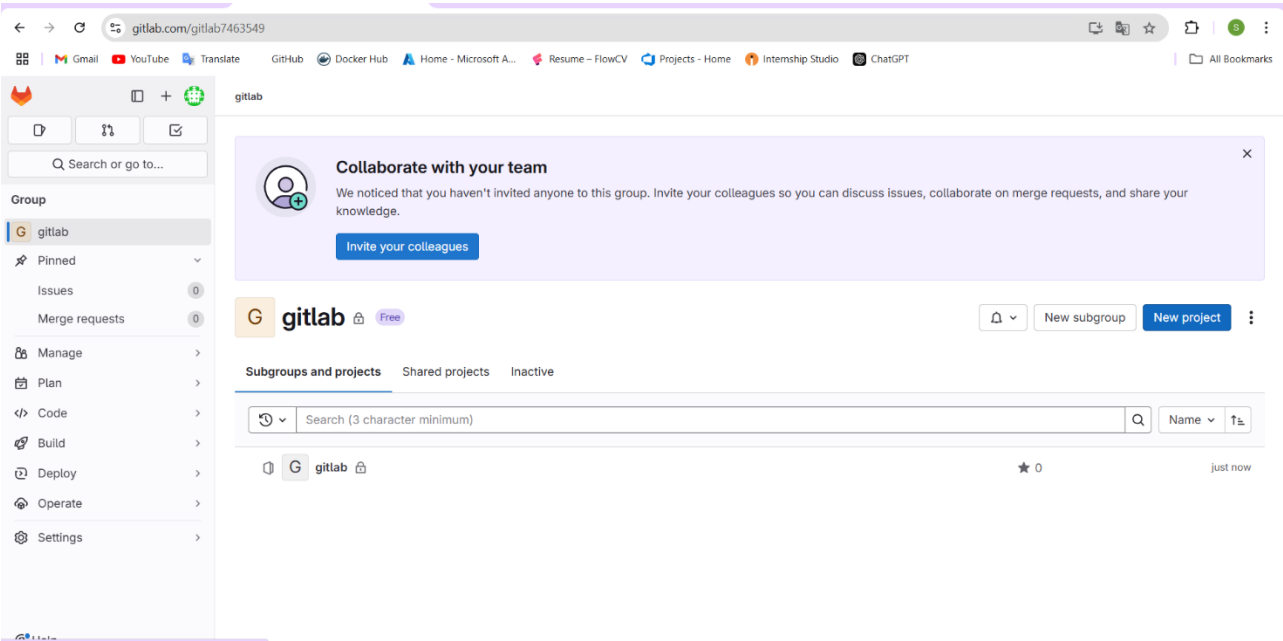 gitlab.com/gitlab7463549
S
Gmail YouTube Translate GitHub Docker Hub Home - Microsoft A... Resume – FlowCV Projects - Home Internship Studio ChatGPT All Bookmarks
gitlab
Search or go to...
Group
G gitlab
Pinned
Issues 0
Merge requests 0
Manage
Plan
Code
Build
Deploy
Operate
Settings
Help
Collaborate with your team
We noticed that you haven't invited anyone to this group. Invite your colleagues so you can discuss issues, collaborate on merge requests, and share your
knowledge.
Invite your colleagues
G gitlab Free New subgroup New project
Subgroups and projects Shared projects Inactive
Search (3 character minimum) Name
G gitlab 0 just now